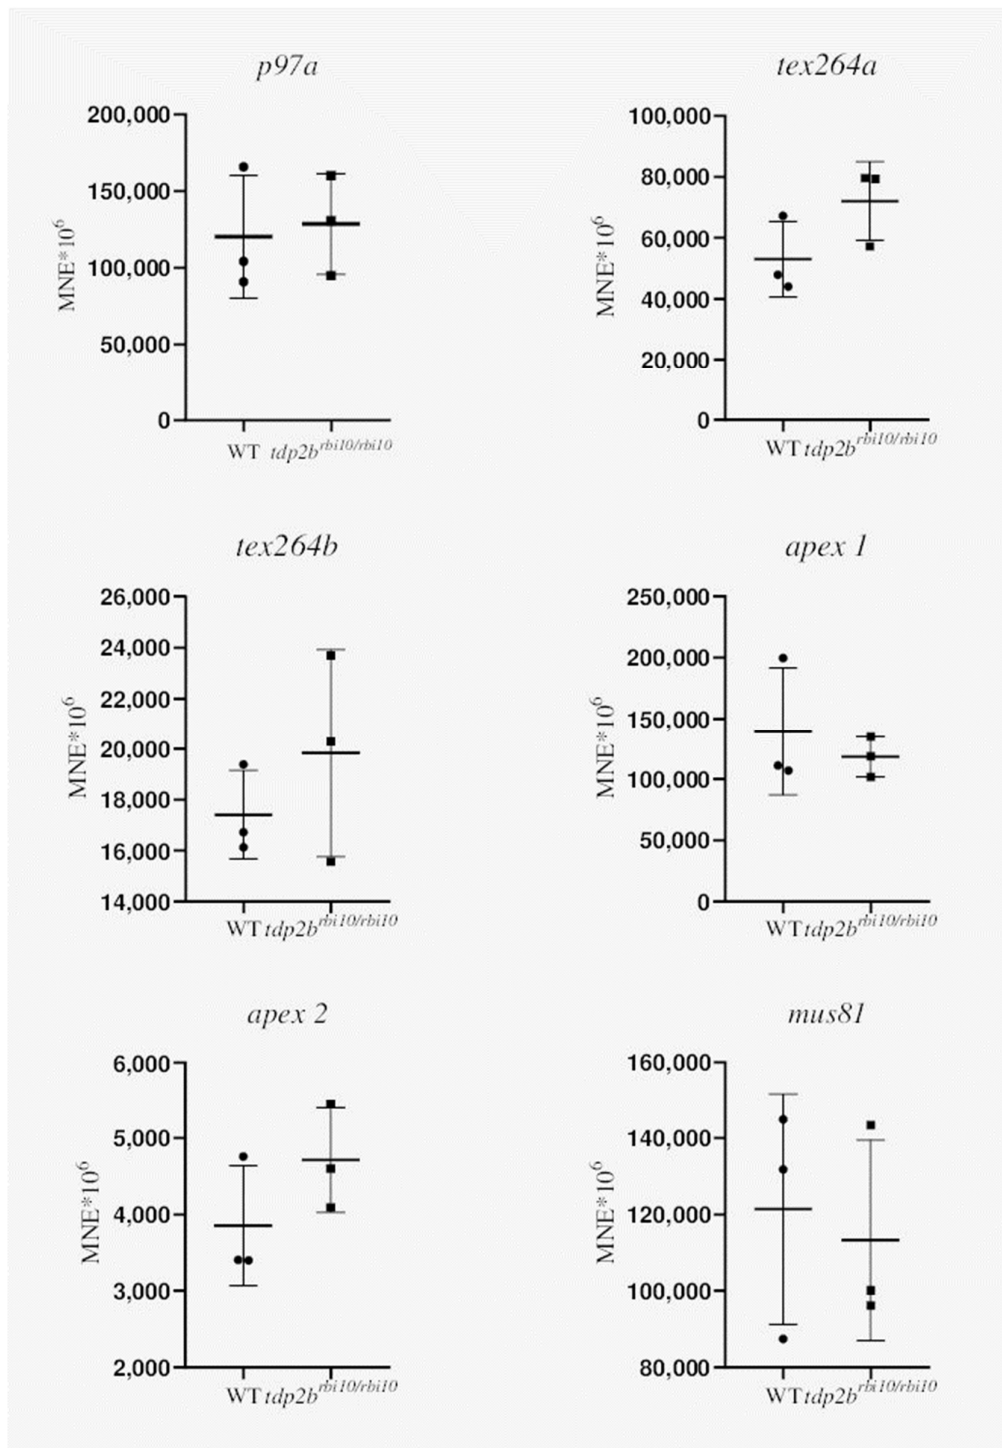 p97a
200,000
150,000
100,000
50,000
0
MNE*10⁶
WT tdp2b^rbi10/rbi10
tex264a
100,000
80,000
60,000
40,000
20,000
0
MNE*10⁶
WT tdp2b^rbi10/rbi10
tex264b
26,000
24,000
22,000
20,000
18,000
16,000
14,000
MNE*10⁶
WT tdp2b^rbi10/rbi10
apex 1
250,000
200,000
150,000
100,000
50,000
0
MNE*10⁶
WT tdp2b^rbi10/rbi10
apex 2
6,000
5,000
4,000
3,000
2,000
MNE*10⁶
WT tdp2b^rbi10/rbi10
mus81
160,000
140,000
120,000
100,000
80,000
MNE*10⁶
WT tdp2b^rbi10/rbi10